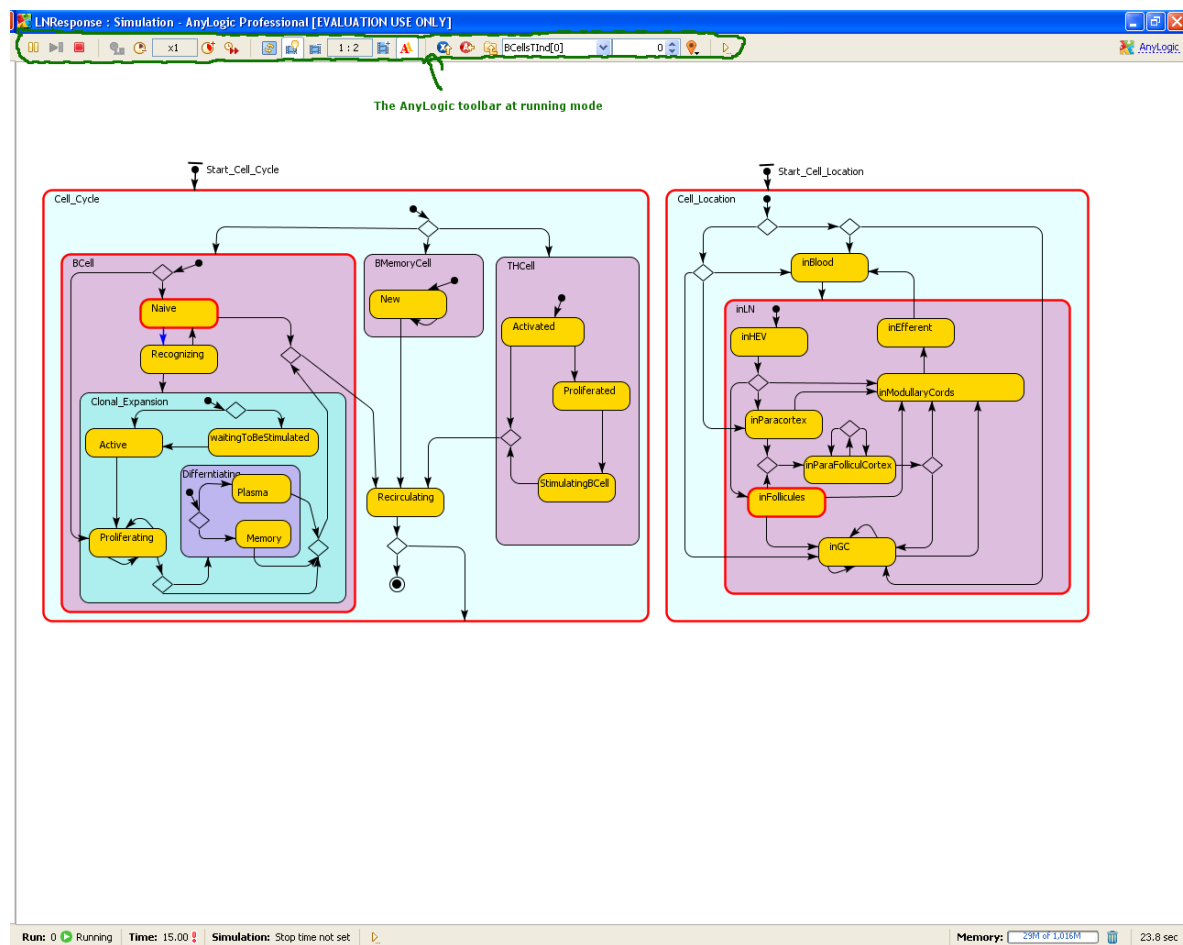 LNResponse : Simulation - AnyLogic Professional [EVALUATION USE ONLY]
x1
1 : 2
A
BCellsTInd[0]
0
AnyLogic
The AnyLogic toolbar at running mode
Start_Cell_Cycle
Start_Cell_Location
Cell_Cycle
BCell
Naive
Recognizing
Clonal_Expansion
Active
waitingToBeStimulated
Differntiating
Plasma
Memory
Proliferating
BMemoryCell
New
THCell
Activated
Proliferated
StimulatingBCell
Recirculating
Cell_Location
inBlood
inLN
inHEV
inEfferent
inModullaryCords
inParacortex
inParaFolliculCortex
inFollicules
inGC
Run: 0 Running Time: 15.00 Simulation: Stop time not set Memory: 29M of 1,016M 23.8 sec